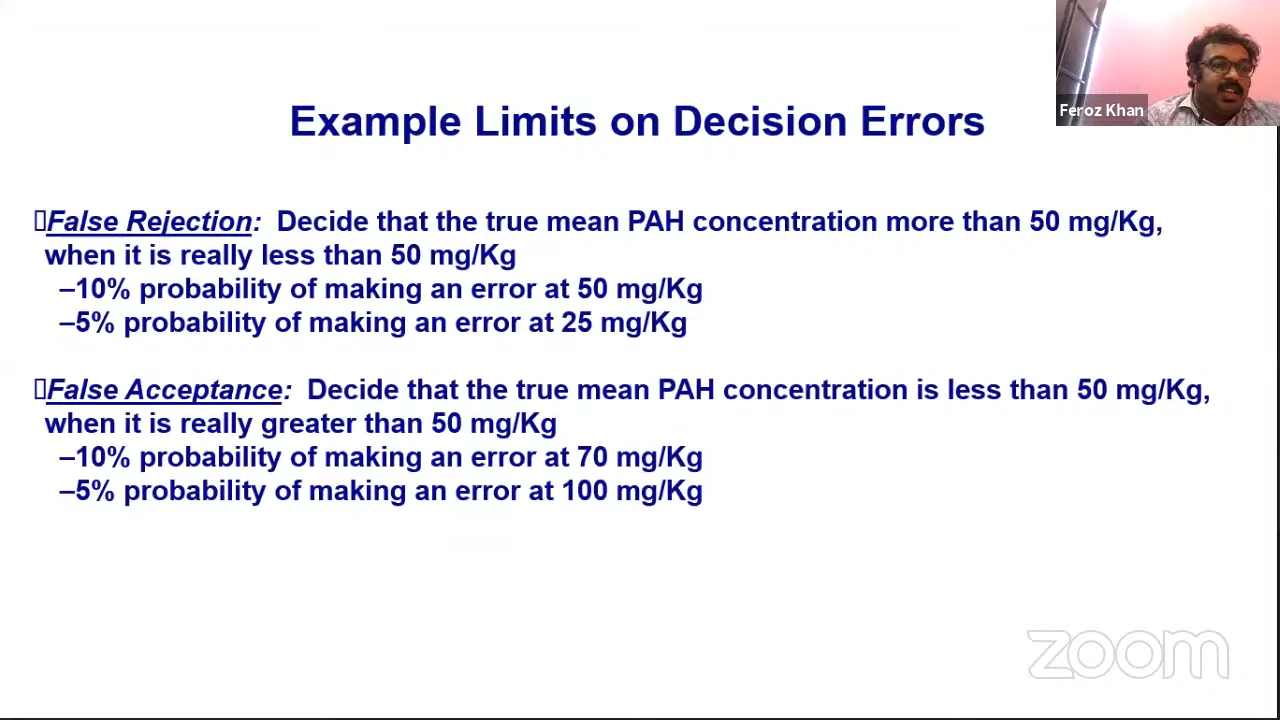 Feroz Khan
Example Limits on Decision Errors
False Rejection: Decide that the true mean PAH concentration more than 50 mg/Kg,
when it is really less than 50 mg/Kg
–10% probability of making an error at 50 mg/Kg
–5% probability of making an error at 25 mg/Kg
False Acceptance: Decide that the true mean PAH concentration is less than 50 mg/Kg,
when it is really greater than 50 mg/Kg
–10% probability of making an error at 70 mg/Kg
–5% probability of making an error at 100 mg/Kg
zoom